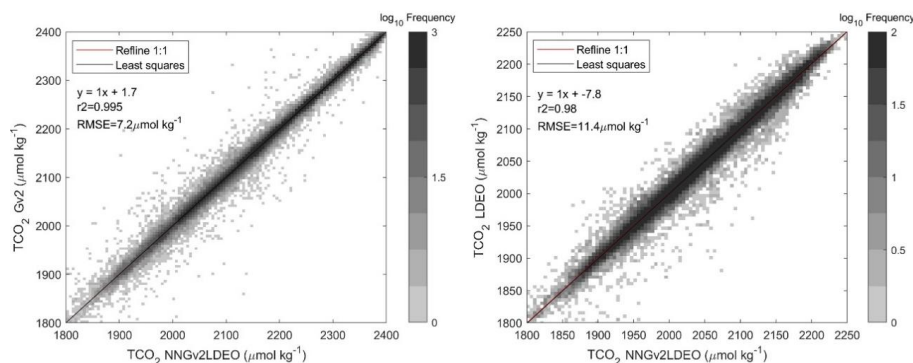 log10 Frequency
2400
2300
2200
2100
2000
1900
1800
1800 1900 2000 2100 2200 2300 2400
3
1.5
0
Refline 1:1
Least squares
y = 1x + 1.7
r2=0.995
RMSE=7,2μmol kg-1
TCO2 Gv2 (μmol kg-1)
TCO2 NNGv2LDEO (μmol kg-1)
log10 Frequency
2250
2200
2150
2100
2050
2000
1950
1900
1850
1800
1800 1850 1900 1950 2000 2050 2100 2150 2200 2250
2
1.5
1
0.5
0
Refline 1:1
Least squares
y = 1x + -7.8
r2=0.98
RMSE=11.4μmol kg-1
TCO2 LDEO (μmol kg-1)
TCO2 NNGv2LDEO (μmol kg-1)